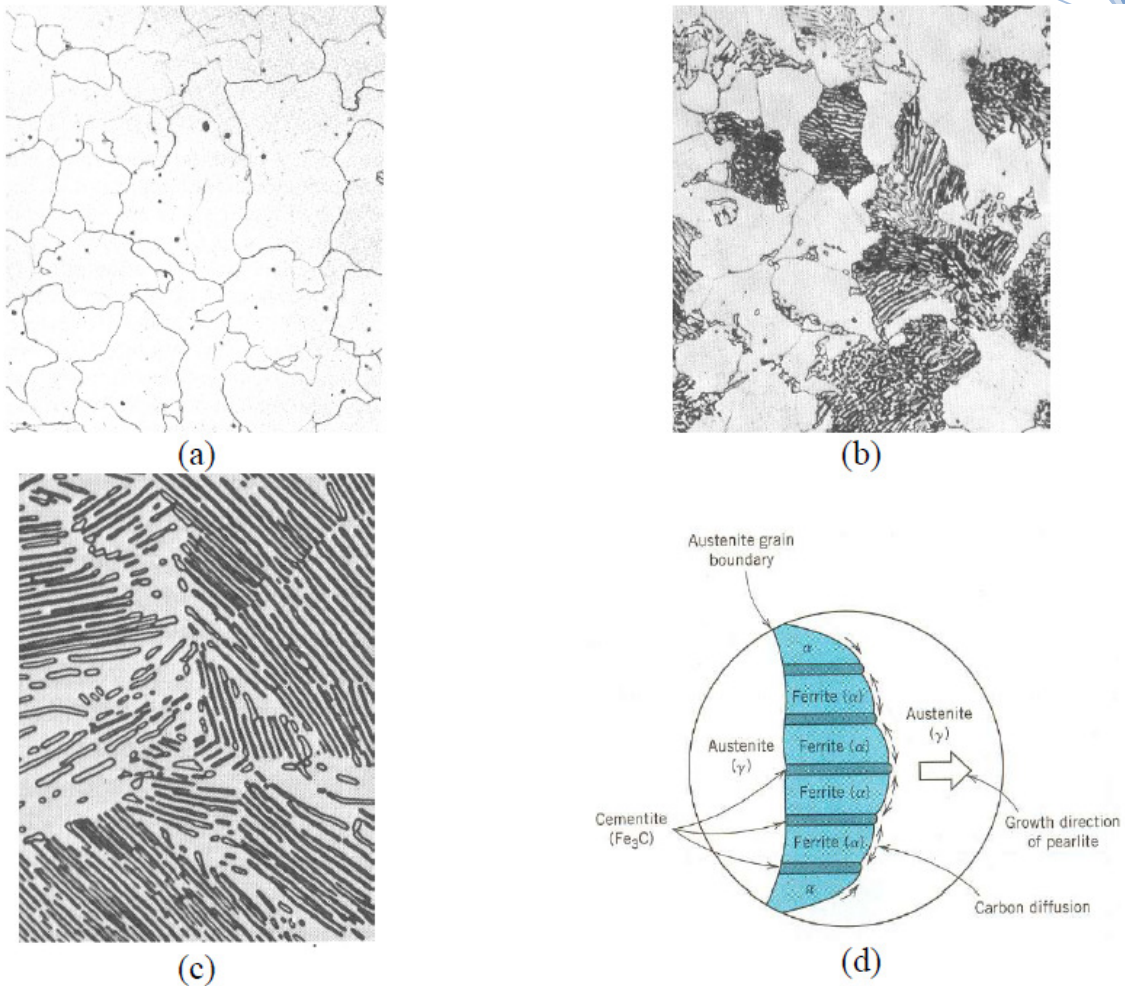 (a)
(b)
(c)
Austenite grain
boundary
α
Ferrite (α)
Austenite
(γ)
Austenite
(γ)
Ferrite (α)
Ferrite (α)
Cementite
(Fe₃C)
Ferrite (α)
α
Growth direction
of pearlite
Carbon diffusion
(d)